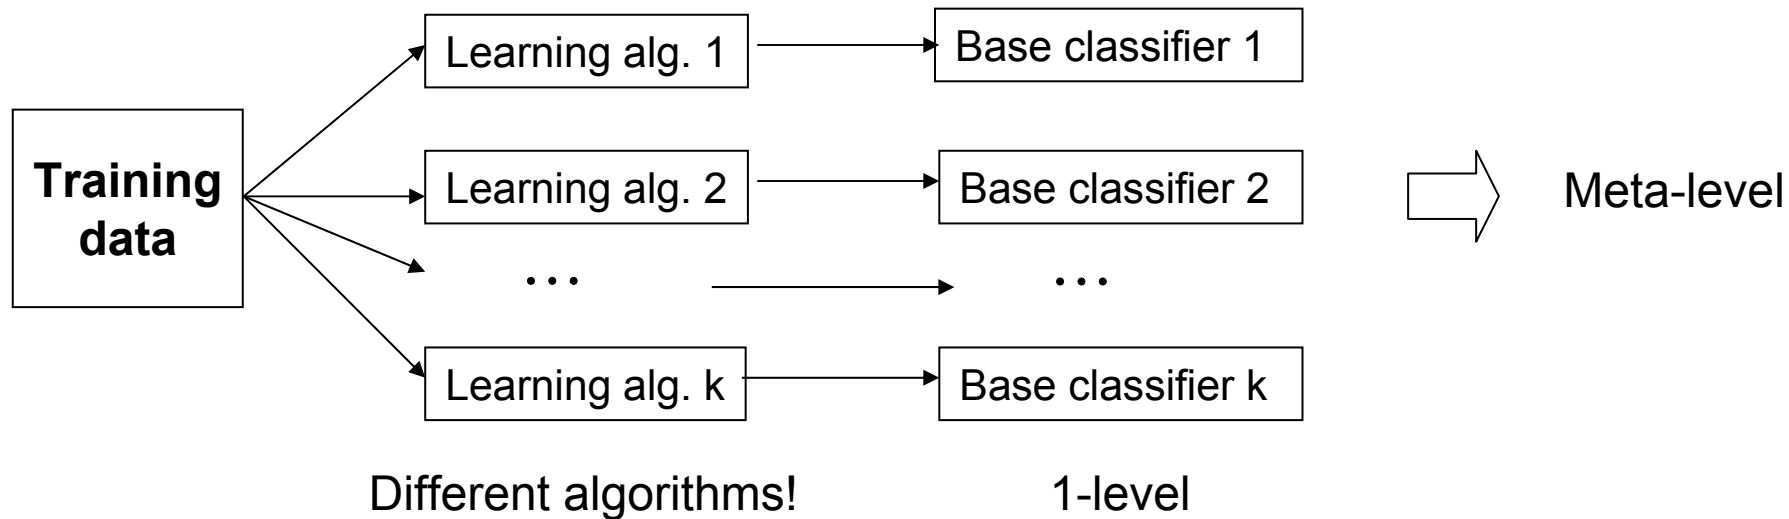 Training
data
Learning alg. 1
Base classifier 1
Learning alg. 2
Base classifier 2
Meta-level
...
...
Learning alg. k
Base classifier k
Different algorithms!
1-level